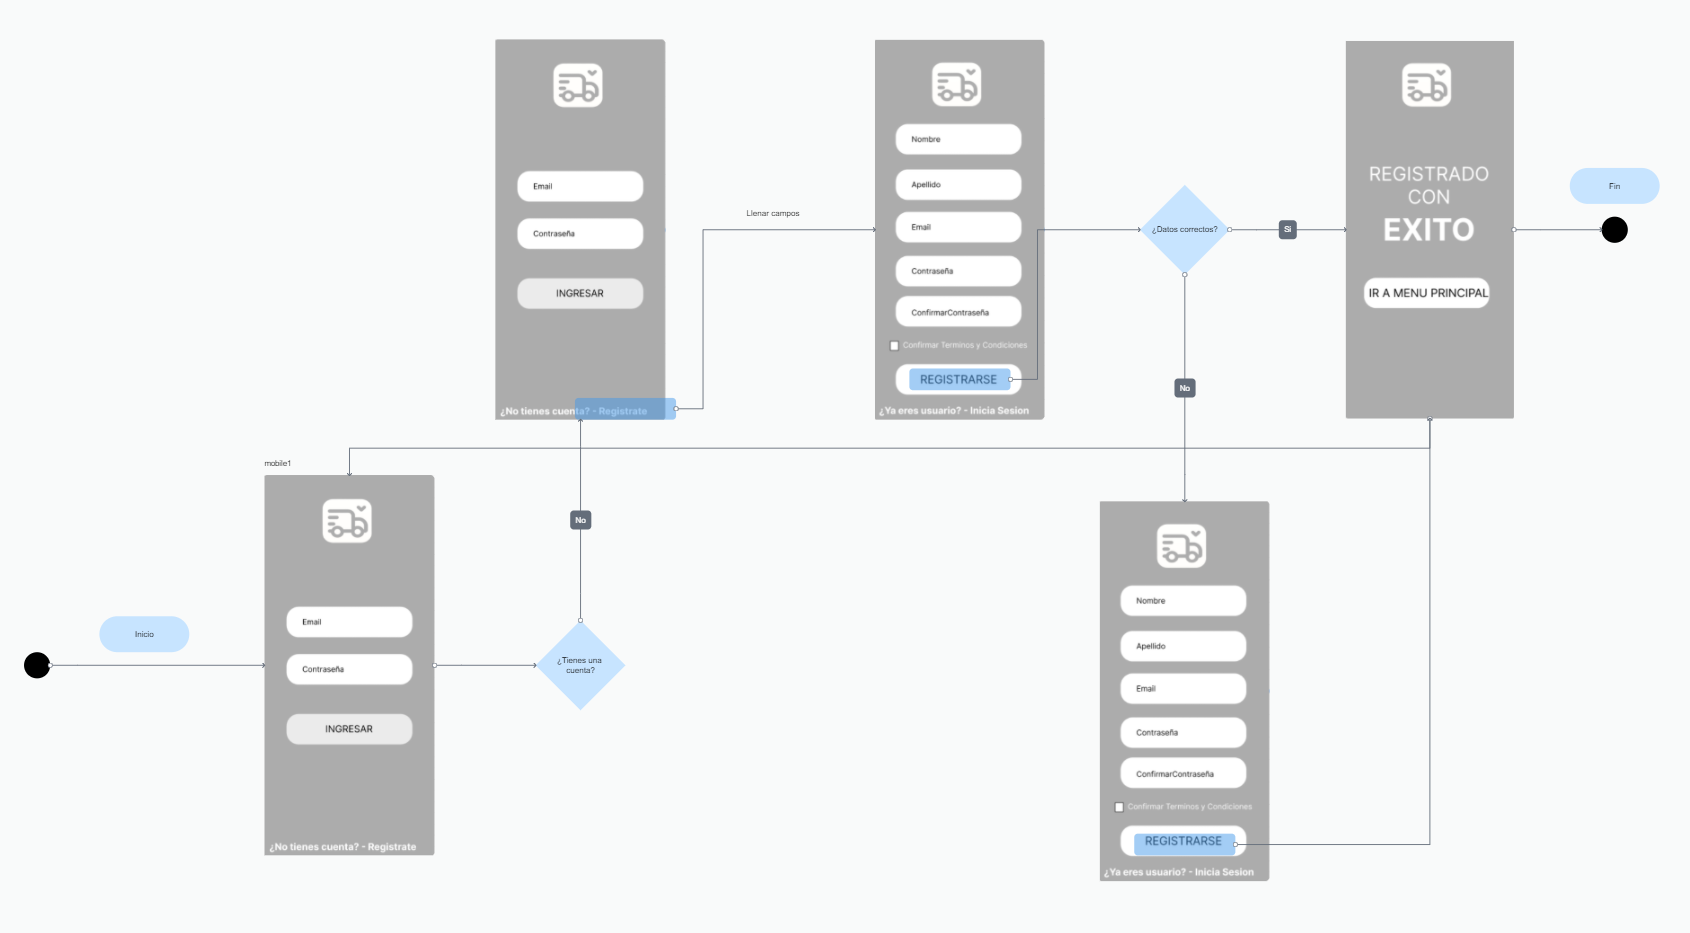 Email
Contraseña
INGRESAR
¿No tienes cuenta? - Registrate
Llenar campos
Nombre
Apellido
Email
Contraseña
ConfirmarContraseña
Confirmar Terminos y Condiciones
REGISTRARSE
¿Ya eres usuario? - Inicia Sesion
¿Datos correctos?
Si
No
REGISTRADO
CON
EXITO
IR A MENU PRINCIPAL
Fin
Inicio
mobile1
Email
Contraseña
INGRESAR
¿No tienes cuenta? - Registrate
¿Tienes una
cuenta?
No
Nombre
Apellido
Email
Contraseña
ConfirmarContraseña
Confirmar Terminos y Condiciones
REGISTRARSE
¿Ya eres usuario? - Inicia Sesion